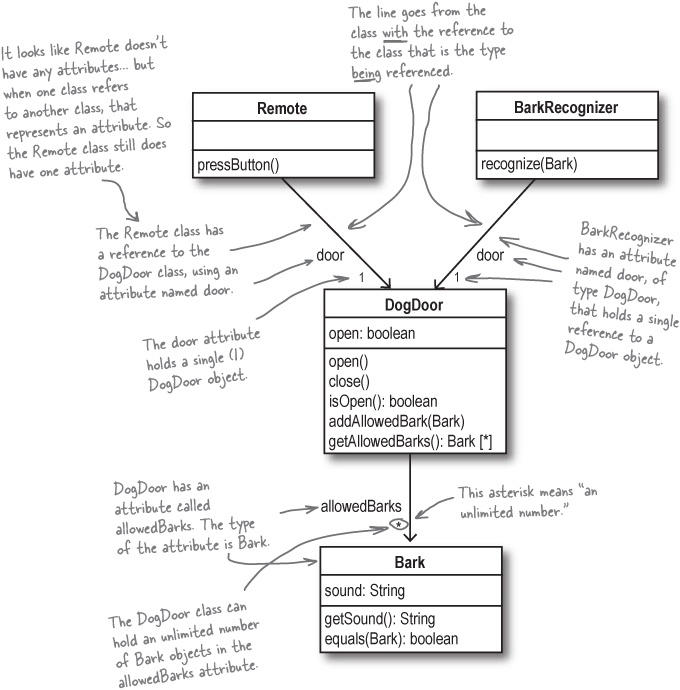 The line goes from the
class with the reference to
the class that is the type
being referenced.
It looks like Remote doesn't
have any attributes... but
when one class refers
to another class, that
represents an attribute. So
the Remote class still does
have one attribute.
Remote
pressButton()
BarkRecognizer
recognize(Bark)
The Remote class has
a reference to the
DogDoor class, using an
attribute named door.
door
1
door
1
BarkRecognizer
has an attribute
named door, of
type DogDoor,
that holds a single
reference to a
DogDoor object.
The door attribute
holds a single (1)
DogDoor object.
DogDoor
open: boolean
open()
close()
isOpen(): boolean
addAllowedBark(Bark)
getAllowedBarks(): Bark [*]
DogDoor has an
attribute called
allowedBarks. The type
of the attribute is Bark.
allowedBarks
*
This asterisk means "an
unlimited number."
Bark
sound: String
getSound(): String
equals(Bark): boolean
The DogDoor class can
hold an unlimited number
of Bark objects in the
allowedBarks attribute.